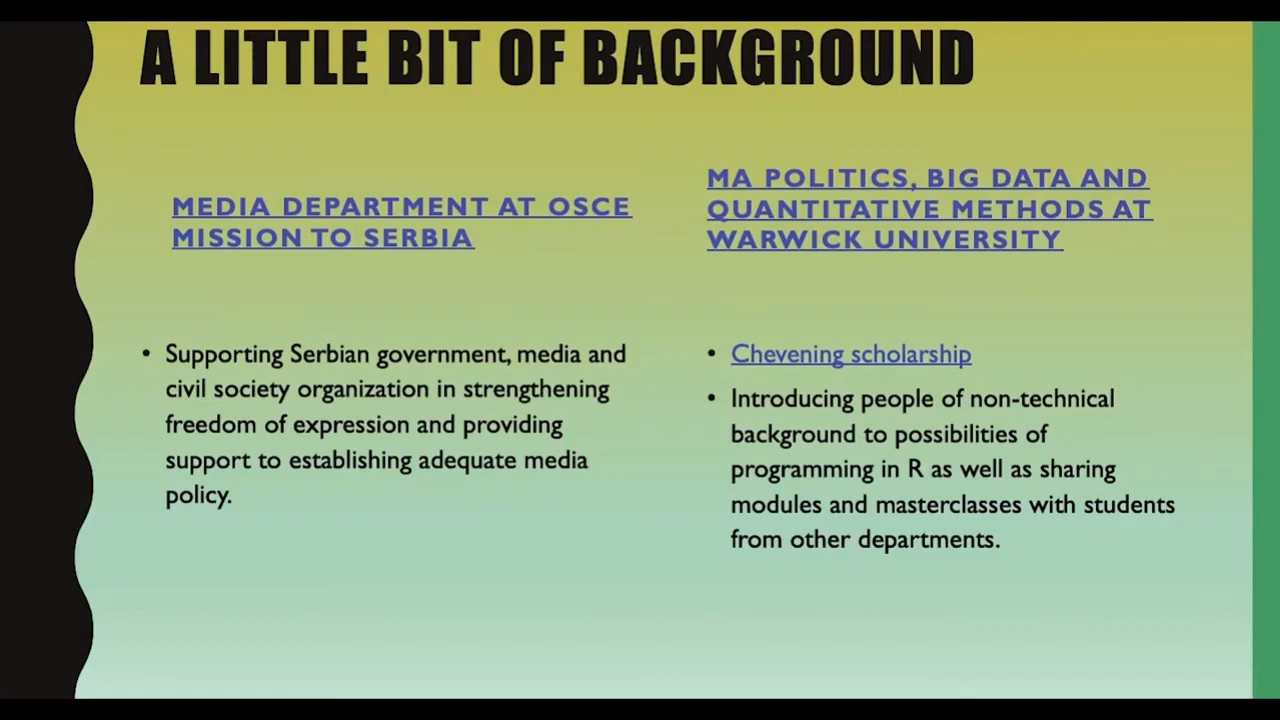 A LITTLE BIT OF BACKGROUND
MEDIA DEPARTMENT AT OSCE
MISSION TO SERBIA
• Supporting Serbian government, media and
civil society organization in strengthening
freedom of expression and providing
support to establishing adequate media
policy.
MA POLITICS, BIG DATA AND
QUANTITATIVE METHODS AT
WARWICK UNIVERSITY
• Chevening scholarship
• Introducing people of non-technical
background to possibilities of
programming in R as well as sharing
modules and masterclasses with students
from other departments.